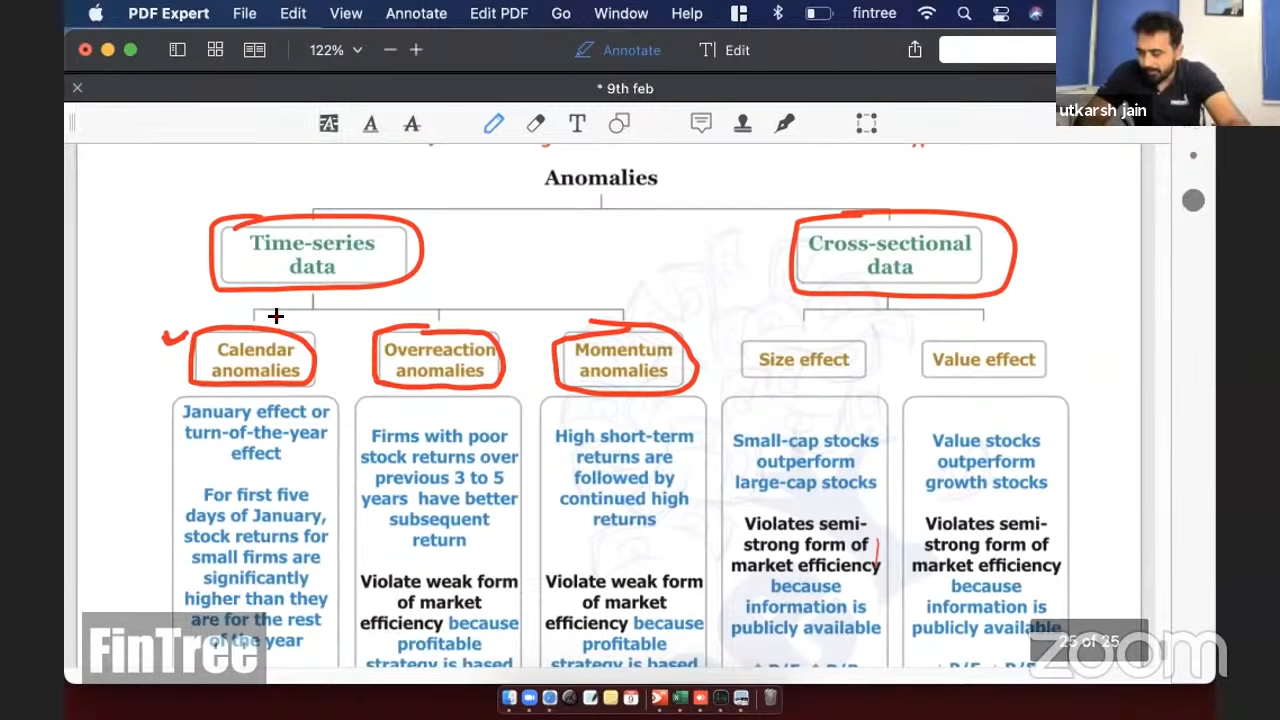 PDF Expert File Edit View Annotate Edit PDF Go Window Help fintree
122% Annotate T Edit
* 9th feb
utkarsh jain
Anomalies
Time-series
data
Cross-sectional
data
Calendar
anomalies
Overreaction
anomalies
Momentum
anomalies
Size effect
Value effect
January effect or
turn-of-the-year
effect
For first five
days of January,
stock returns for
small firms are
significantly
higher than they
are for the rest
of the year
Firms with poor
stock returns over
previous 3 to 5
years have better
subsequent
return
Violate weak form
of market
efficiency because
profitable
strategy is based
High short-term
returns are
followed by
continued high
returns
Violate weak form
of market
efficiency because
profitable
strategy is based
Small-cap stocks
outperform
large-cap stocks
Violates semi-
strong form of
market efficiency
because
information is
publicly available
Value stocks
outperform
growth stocks
Violates semi-
strong form of
market efficiency
because
information is
publicly available
25 of 25
FinTree
zoom